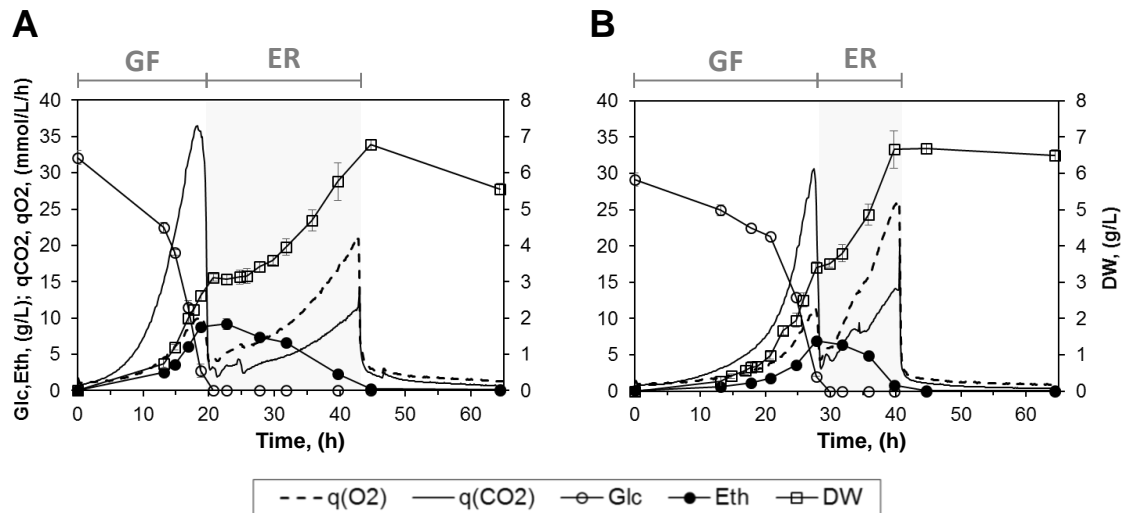 A
B
GF
ER
GF
ER
40
35
30
25
20
15
10
5
0
8
7
6
5
4
3
2
1
0
40
35
30
25
20
15
10
5
0
8
7
6
5
4
3
2
1
0
Glc,Eth, (g/L); qCO2, qO2, (mmol/L/h)
DW, (g/L)
0 10 20 30 40 50 60
0 10 20 30 40 50 60
Time, (h)
Time, (h)
q(O2) q(CO2) Glc Eth DW